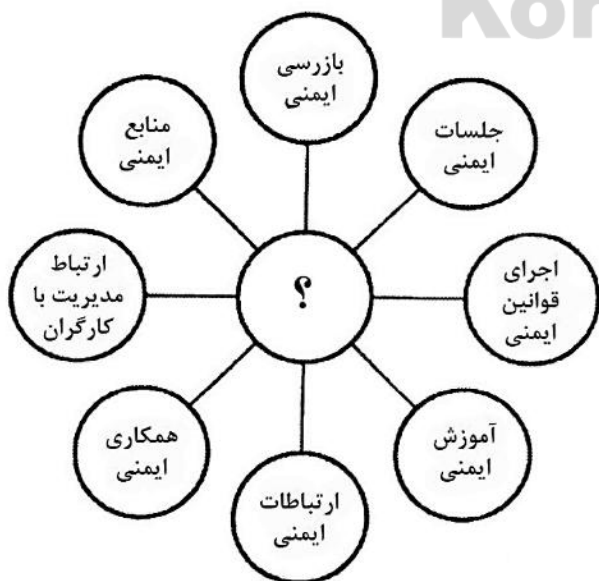 Kor
بازرسی
ایمنی
جلسات
ایمنی
منابع
ایمنی
اجرای
قوانین
ایمنی
؟
ارتباط
مدیریت با
کارگران
آموزش
ایمنی
همکاری
ایمنی
ارتباطات
ایمنی